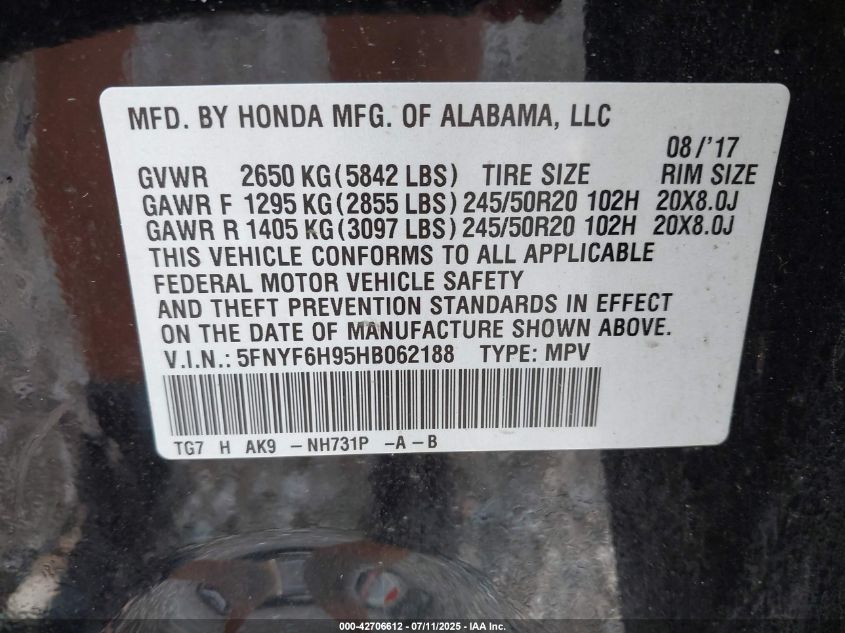 MFD. BY HONDA MFG. OF ALABAMA, LLC
08/'17
GVWR 2650 KG(5842 LBS) TIRE SIZE RIM SIZE
GAWR F 1295 KG(2855 LBS) 245/50R20 102H 20X8.0J
GAWR R 1405 KG(3097 LBS) 245/50R20 102H 20X8.0J
THIS VEHICLE CONFORMS TO ALL APPLICABLE
FEDERAL MOTOR VEHICLE SAFETY
AND THEFT PREVENTION STANDARDS IN EFFECT
ON THE DATE OF MANUFACTURE SHOWN ABOVE.
V.I.N.: 5FNYF6H95HB062188 TYPE: MPV
TG7 H AK9 -NH731P -A-B
000-42706612 - 07/11/2025 - IAA Inc.